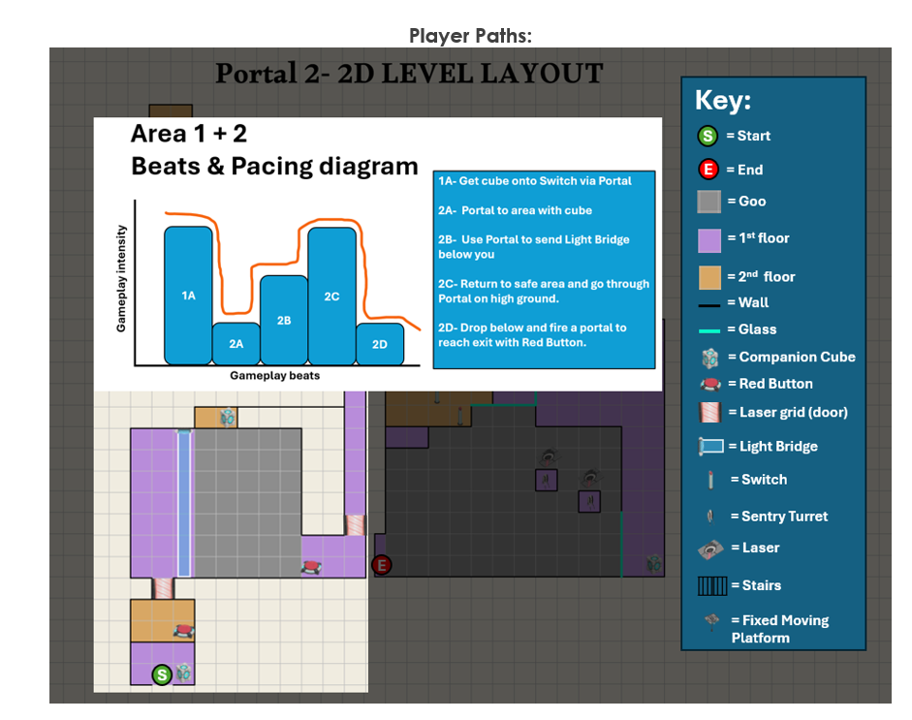 Player Paths:
Portal 2- 2D LEVEL LAYOUT
Area 1 + 2
Beats & Pacing diagram
Gameplay intensity
1A
2A
2B
2C
2D
Gameplay beats
1A- Get cube onto Switch via Portal
2A- Portal to area with cube
2B- Use Portal to send Light Bridge
below you
2C- Return to safe area and go through
Portal on high ground.
2D- Drop below and fire a portal to
reach exit with Red Button.
S
E
Key:
S = Start
E = End
= Goo
= 1st floor
= 2nd floor
= Wall
= Glass
= Companion Cube
= Red Button
= Laser grid (door)
= Light Bridge
= Switch
= Sentry Turret
= Laser
= Stairs
= Fixed Moving
Platform